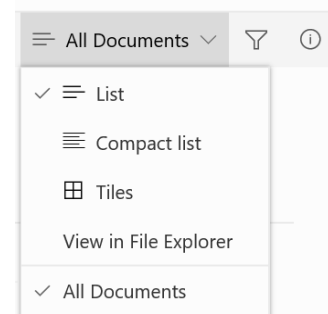 All Documents
List
Compact list
Tiles
View in File Explorer
All Documents